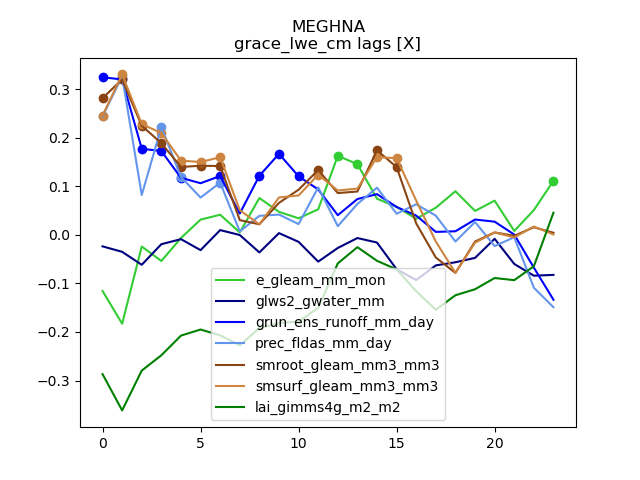 MEGHNA
grace_lwe_cm lags [X]
0.3
0.2
0.1
0.0
−0.1
−0.2
−0.3
e_gleam_mm_mon
glws2_gwater_mm
grun_ens_runoff_mm_day
prec_fldas_mm_day
smroot_gleam_mm3_mm3
smsurf_gleam_mm3_mm3
lai_gimms4g_m2_m2
0 5 10 15 20